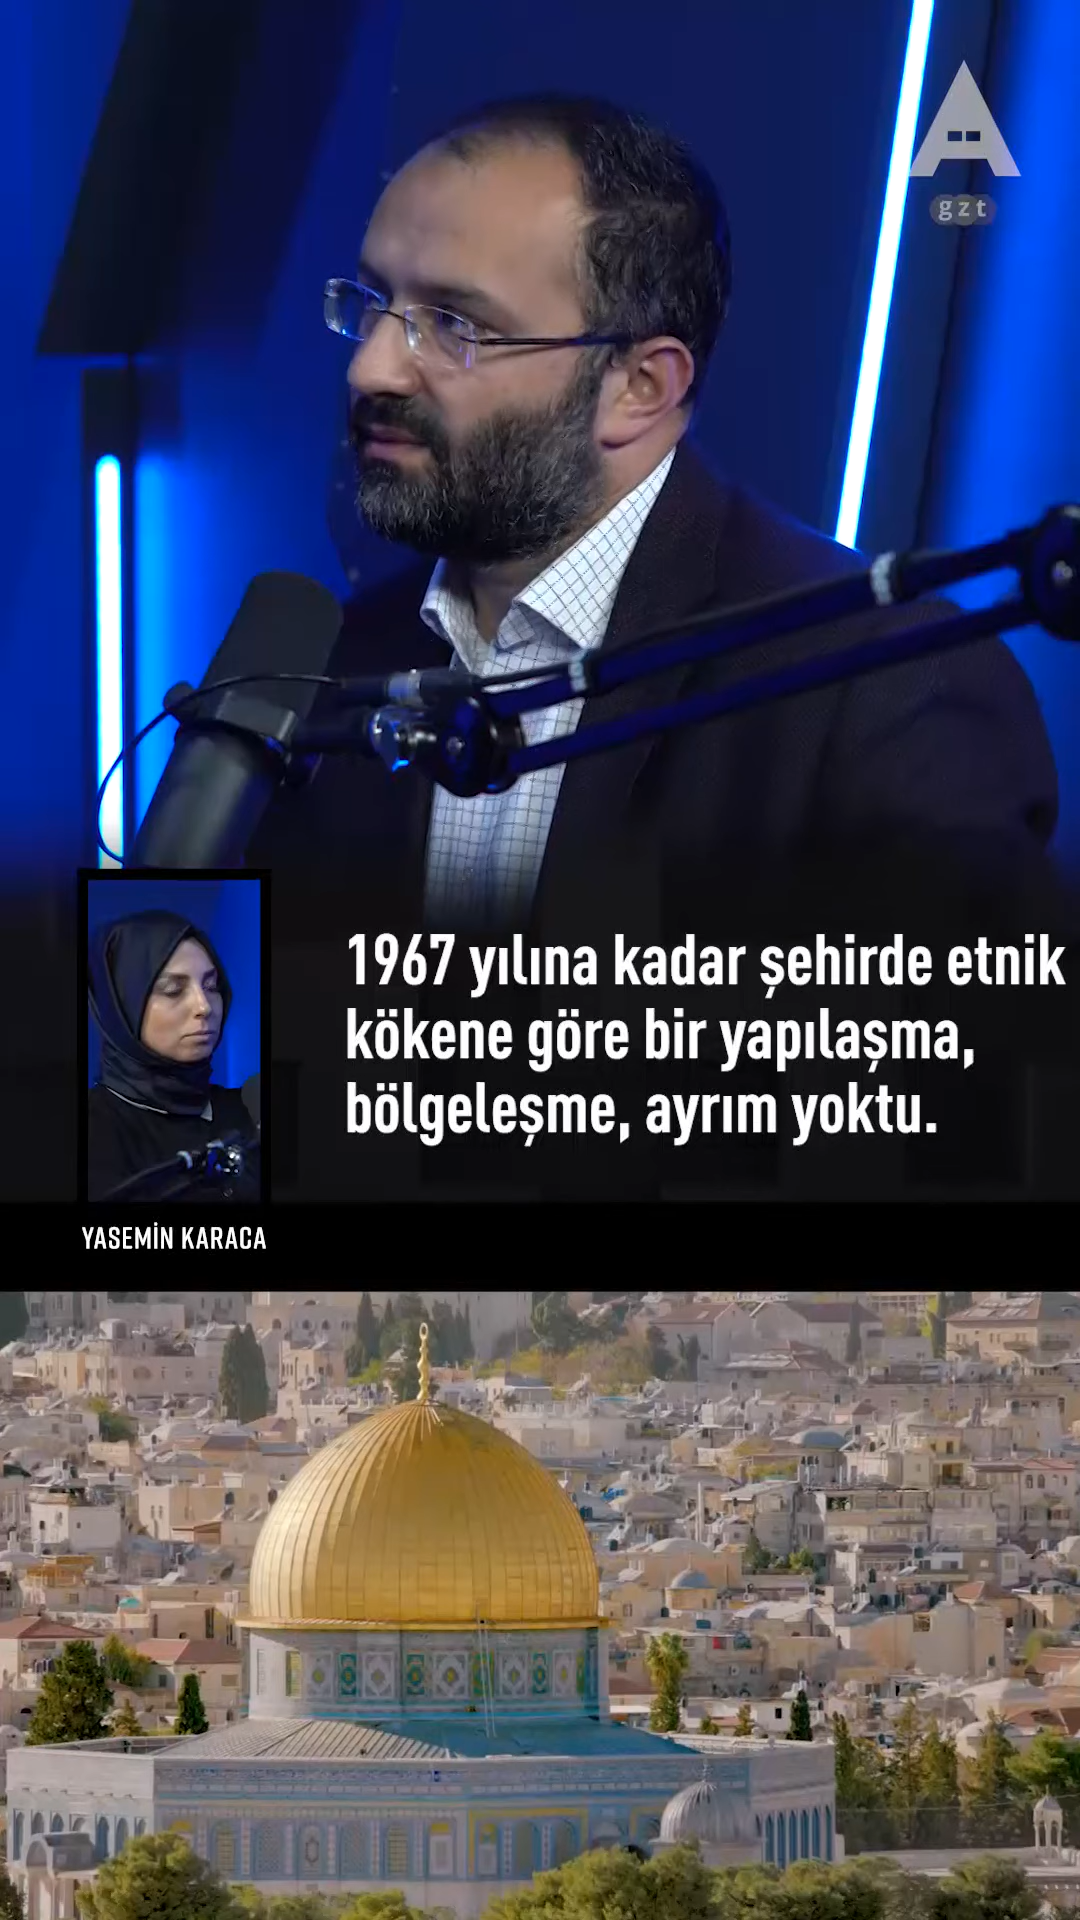 gzt
1967 yılına kadar şehirde etnik
kökene göre bir yapılaşma,
bölgeleşme, ayrım yoktu.
YASEMİN KARACA